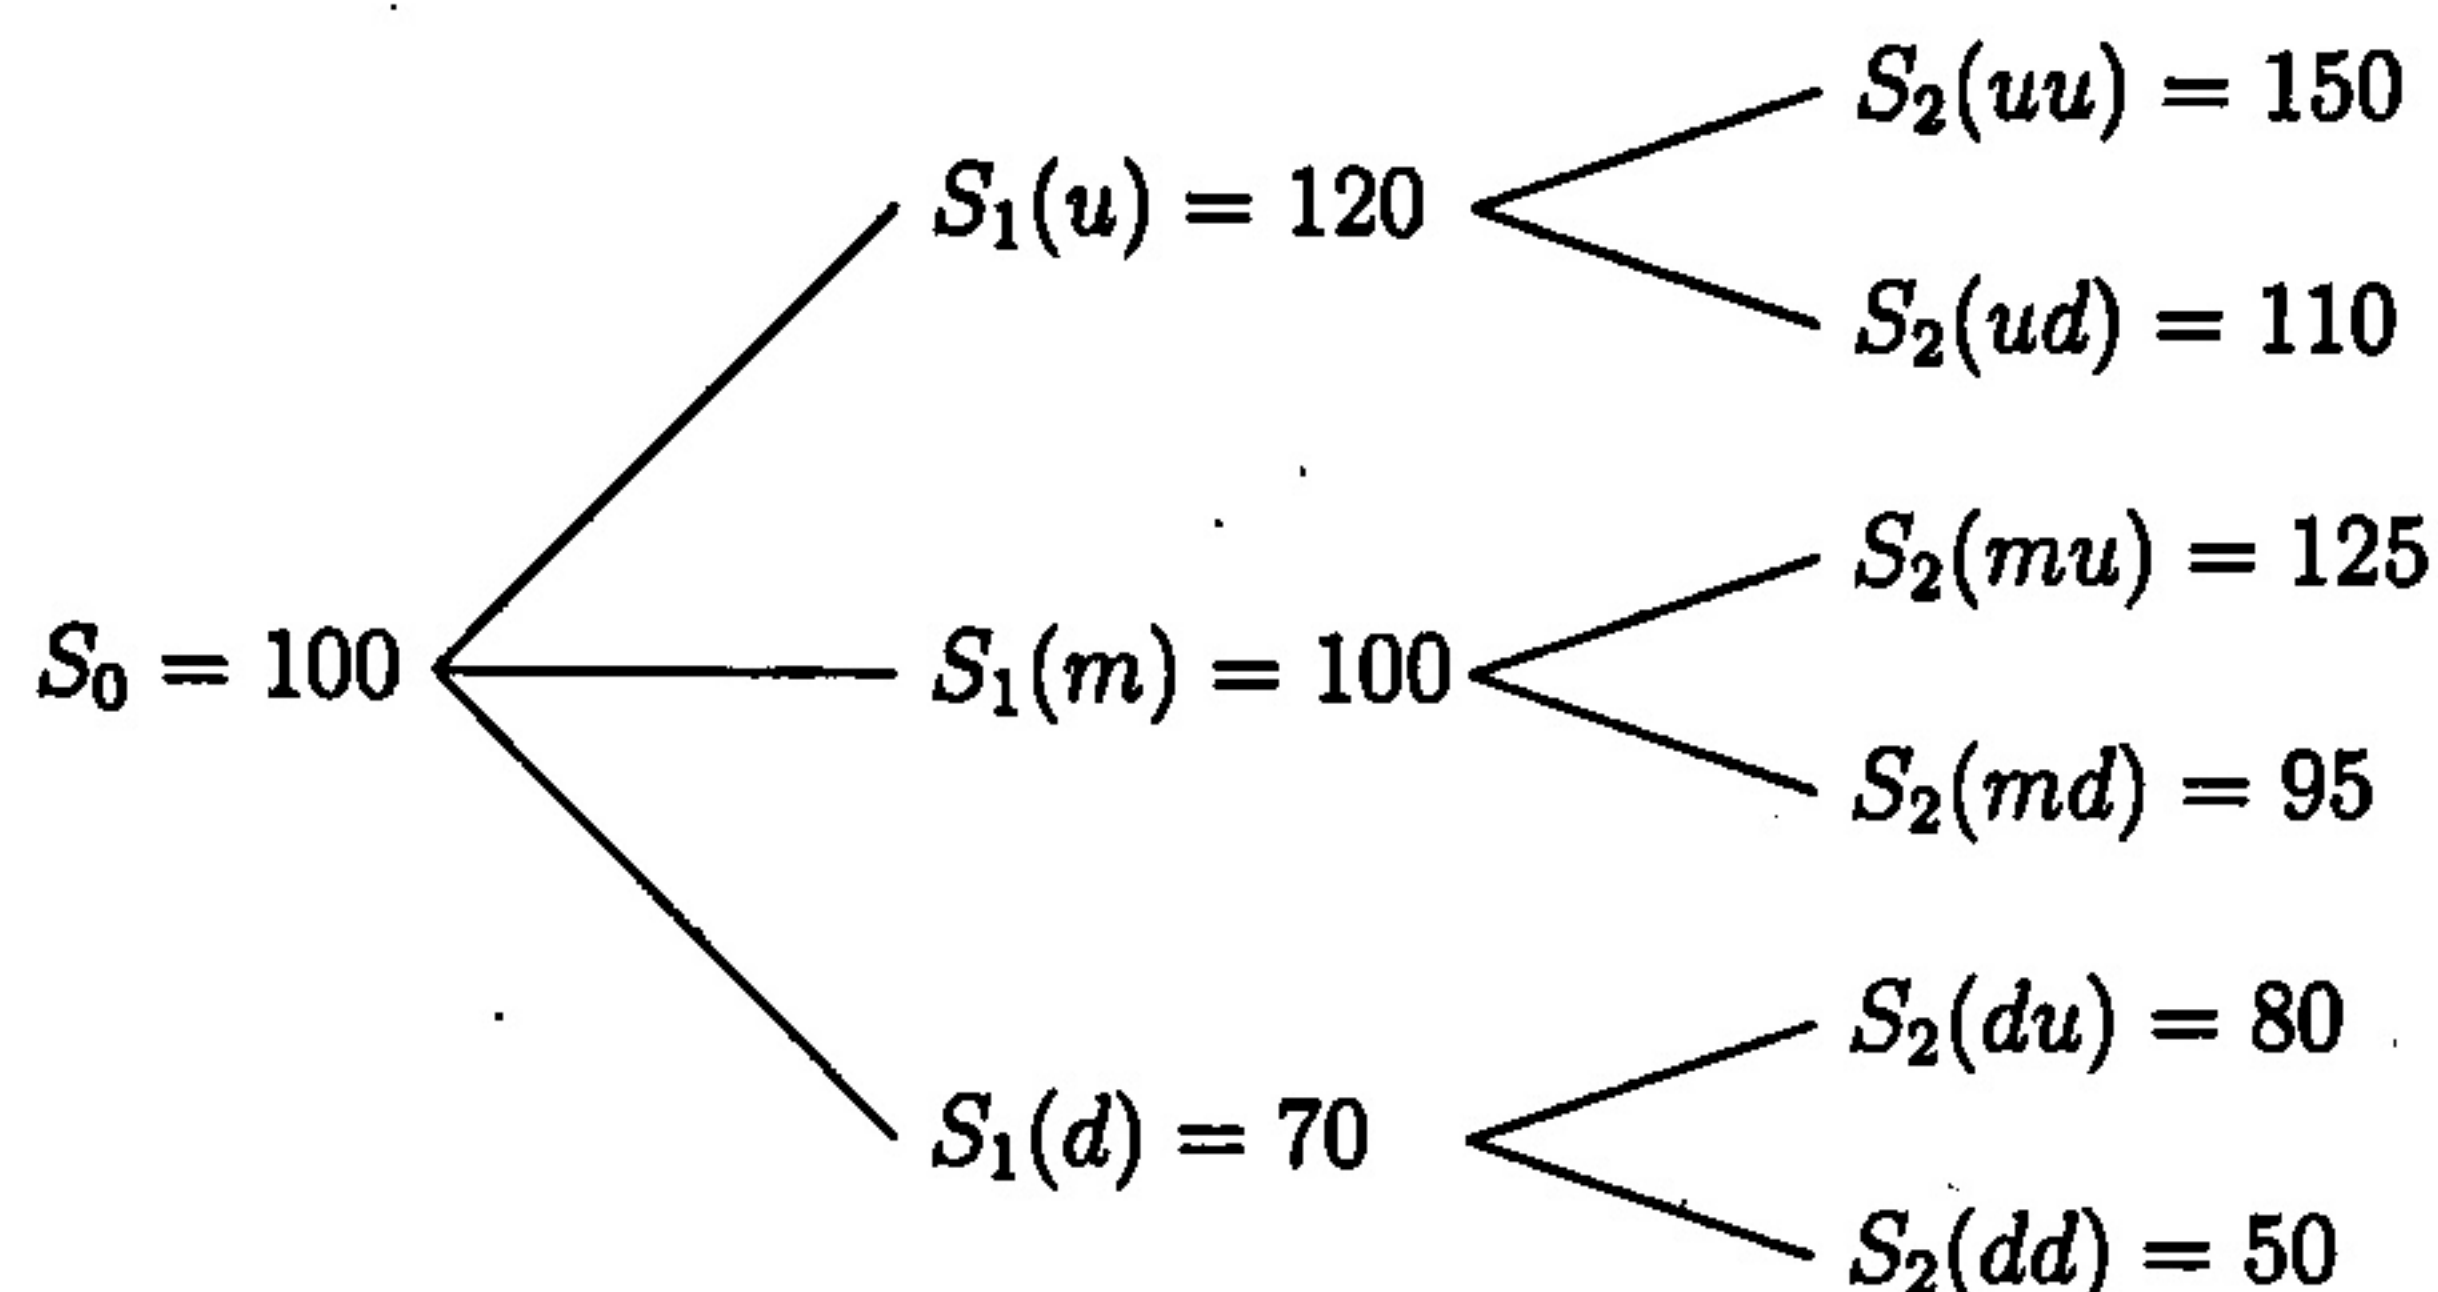 S₂(uu) = 150
S₁(u) = 120
S₂(ud) = 110
S₂(mu) = 125
S₀ = 100
S₁(m) = 100
S₂(md) = 95
S₂(du) = 80
S₁(d) = 70
S₂(dd) = 50